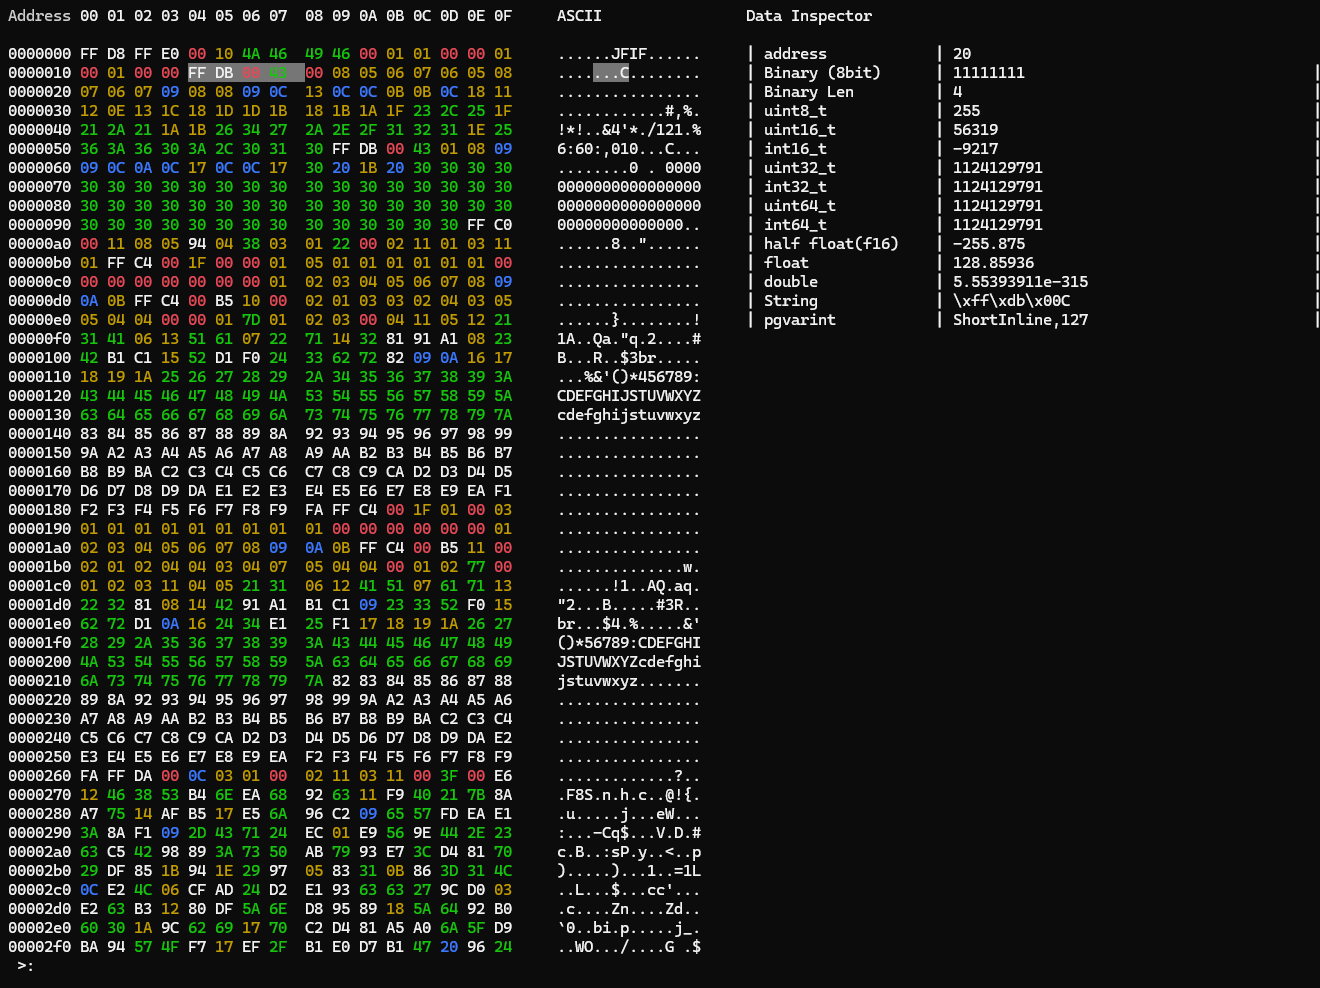 Address 00 01 02 03 04 05 06 07  08 09 0A 0B 0C 0D 0E 0F     ASCII                Data Inspector
0000000 FF D8 FF E0 00 10 4A 46  49 46 00 01 01 00 00 01     ......JFIF......     | address            | 20
0000010 00 01 00 00 FF DB 00 43  00 08 05 06 07 06 05 08     .......C........     | Binary (8bit)      | 11111111                                |
0000020 07 06 07 09 08 08 09 0C  13 0C 0C 0B 0B 0C 18 11     ................     | Binary Len         | 4                                       |
0000030 12 0E 13 1C 18 1D 1D 1B  18 1B 1A 1F 23 2C 25 1F     ............#,%.     | uint8_t            | 255                                     |
0000040 21 2A 21 1A 1B 26 34 27  2A 2E 2F 31 32 31 1E 25     !*!..&4'*./121.%     | uint16_t           | 56319                                   |
0000050 36 3A 36 30 3A 2C 30 31  30 FF DB 00 43 01 08 09     6:60:,010...C...     | int16_t            | -9217                                   |
0000060 09 0C 0A 0C 17 0C 0C 17  30 20 1B 20 30 30 30 30     ........0 . 0000     | uint32_t           | 1124129791                              |
0000070 30 30 30 30 30 30 30 30  30 30 30 30 30 30 30 30     0000000000000000     | int32_t            | 1124129791                              |
0000080 30 30 30 30 30 30 30 30  30 30 30 30 30 30 30 30     0000000000000000     | uint64_t           | 1124129791                              |
0000090 30 30 30 30 30 30 30 30  30 30 30 30 30 30 FF C0     00000000000000..     | int64_t            | 1124129791                              |
00000a0 00 11 08 05 94 04 38 03  01 22 00 02 11 01 03 11     ......8.."......     | half float(f16)    | -255.875                                |
00000b0 01 FF C4 00 1F 00 00 01  05 01 01 01 01 01 01 00     ................     | float              | 128.85936                               |
00000c0 00 00 00 00 00 00 00 01  02 03 04 05 06 07 08 09     ................     | double             | 5.55393911e-315                         |
00000d0 0A 0B FF C4 00 B5 10 00  02 01 03 03 02 04 03 05     ................     | String             | \xff\xdb\x00C                           |
00000e0 05 04 04 00 00 01 7D 01  02 03 00 04 11 05 12 21     ......}........!     | pgvarint           | ShortInline,127                         |
00000f0 31 41 06 13 51 61 07 22  71 14 32 81 91 A1 08 23     1A..Qa."q.2....#
0000100 42 B1 C1 15 52 D1 F0 24  33 62 72 82 09 0A 16 17     B...R..$3br.....
0000110 18 19 1A 25 26 27 28 29  2A 34 35 36 37 38 39 3A     ...%&'()*456789:
0000120 43 44 45 46 47 48 49 4A  53 54 55 56 57 58 59 5A     CDEFGHIJSTUVWXYZ
0000130 63 64 65 66 67 68 69 6A  73 74 75 76 77 78 79 7A     cdefghijstuvwxyz
0000140 83 84 85 86 87 88 89 8A  92 93 94 95 96 97 98 99     ................
0000150 9A A2 A3 A4 A5 A6 A7 A8  A9 AA B2 B3 B4 B5 B6 B7     ................
0000160 B8 B9 BA C2 C3 C4 C5 C6  C7 C8 C9 CA D2 D3 D4 D5     ................
0000170 D6 D7 D8 D9 DA E1 E2 E3  E4 E5 E6 E7 E8 E9 EA F1     ................
0000180 F2 F3 F4 F5 F6 F7 F8 F9  FA FF C4 00 1F 01 00 03     ................
0000190 01 01 01 01 01 01 01 01  01 00 00 00 00 00 00 01     ................
00001a0 02 03 04 05 06 07 08 09  0A 0B FF C4 00 B5 11 00     ................
00001b0 02 01 02 04 04 03 04 07  05 04 04 00 01 02 77 00     ..............w.
00001c0 01 02 03 11 04 05 21 31  06 12 41 51 07 61 71 13     ......!1..AQ.aq.
00001d0 22 32 81 08 14 42 91 A1  B1 C1 09 23 33 52 F0 15     "2...B.....#3R..
00001e0 62 72 D1 0A 16 24 34 E1  25 F1 17 18 19 1A 26 27     br...$4.%.....&'
00001f0 28 29 2A 35 36 37 38 39  3A 43 44 45 46 47 48 49     ()*56789:CDEFGHI
0000200 4A 53 54 55 56 57 58 59  5A 63 64 65 66 67 68 69     JSTUVWXYZcdefghi
0000210 6A 73 74 75 76 77 78 79  7A 82 83 84 85 86 87 88     jstuvwxyz.......
0000220 89 8A 92 93 94 95 96 97  98 99 9A A2 A3 A4 A5 A6     ................
0000230 A7 A8 A9 AA B2 B3 B4 B5  B6 B7 B8 B9 BA C2 C3 C4     ................
0000240 C5 C6 C7 C8 C9 CA D2 D3  D4 D5 D6 D7 D8 D9 DA E2     ................
0000250 E3 E4 E5 E6 E7 E8 E9 EA  F2 F3 F4 F5 F6 F7 F8 F9     ................
0000260 FA FF DA 00 0C 03 01 00  02 11 03 11 00 3F 00 E6     .............?..
0000270 12 46 38 53 B4 6E EA 68  92 63 11 F9 40 21 7B 8A     .F8S.n.h.c..@!{.
0000280 A7 75 14 AF B5 17 E5 6A  96 C2 09 65 57 FD EA E1     .u.....j...eW...
0000290 3A 8A F1 09 2D 43 71 24  EC 01 E9 56 9E 44 2E 23     :...-Cq$...V.D.#
00002a0 63 C5 42 98 89 3A 73 50  AB 79 93 E7 3C D4 81 70     c.B..:sP.y..<..p
00002b0 29 DF 85 1B 94 1E 29 97  05 83 31 0B 86 3D 31 4C     ).....)...1..=1L
00002c0 0C E2 4C 06 CF AD 24 D2  E1 93 63 63 27 9C D0 03     ..L...$...cc'...
00002d0 E2 63 B3 12 80 DF 5A 6E  D8 95 89 18 5A 64 92 B0     .c....Zn....Zd..
00002e0 60 30 1A 9C 62 69 17 70  C2 D4 81 A5 A0 6A 5F D9     `0..bi.p.....j_.
00002f0 BA 94 57 4F F7 17 EF 2F  B1 E0 D7 B1 47 20 96 24     ..WO.../....G .$
>: